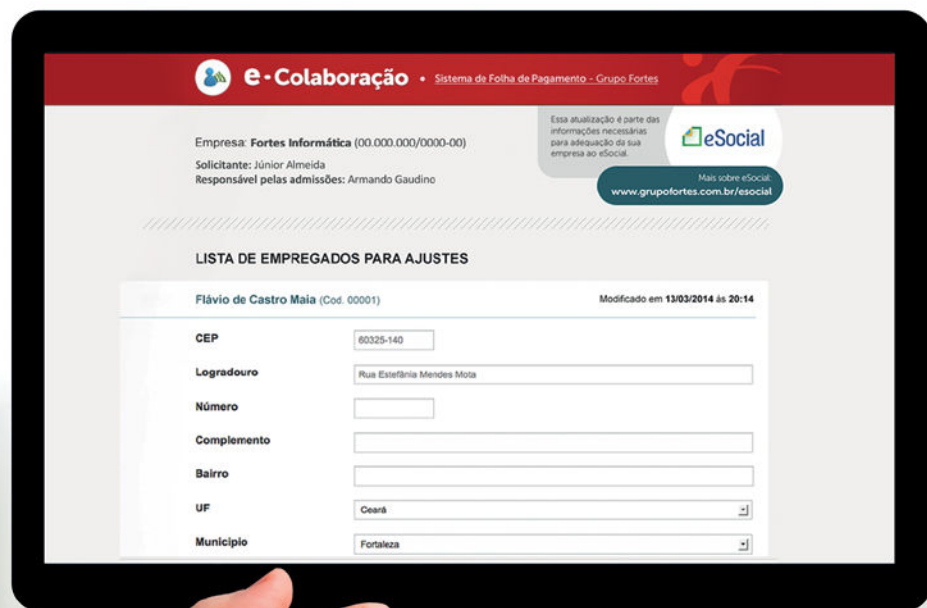 e-Colaboração • Sistema de Folha de Pagamento - Grupo Fortes
Empresa: Fortes Informática (00.000.000/0000-00)
Solicitante: Júnior Almeida
Responsável pelas admissões: Armando Gaudino
Essa atualização é parte das
informações necessárias
para adequação da sua
empresa ao eSocial.
eSocial
Mais sobre eSocial:
www.grupofortes.com.br/esocial
LISTA DE EMPREGADOS PARA AJUSTES
Flávio de Castro Maia (Cod. 00001) Modificado em 13/03/2014 ás 20:14
CEP 60325-140
Logradouro Rua Estefânia Mendes Mota
Número
Complemento
Bairro
UF Ceará
Municipio Fortaleza